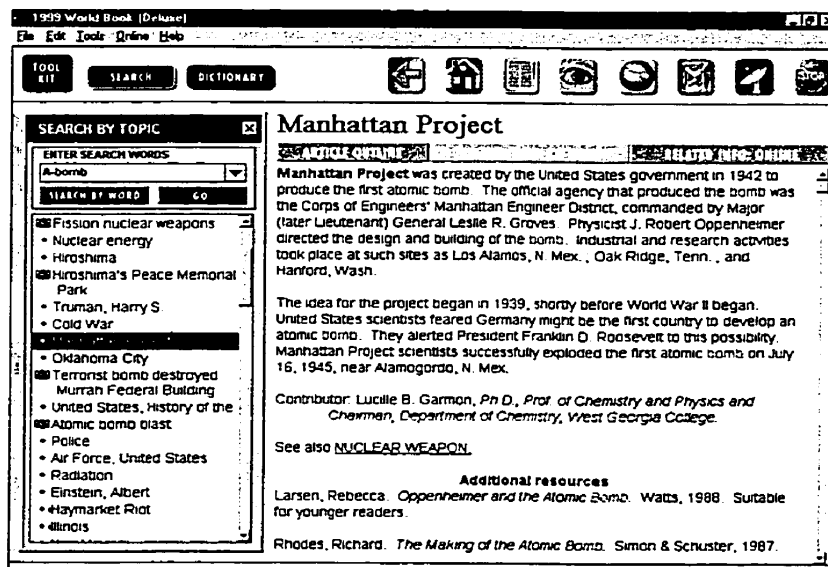 1999 World Book (Deluxe)
File Edit Tools Online Help
TOOL KIT
SEARCH
DICTIONARY
STOP
SEARCH BY TOPIC
ENTER SEARCH WORDS
A-bomb
SEARCH BY WORD
GO
Fission nuclear weapons
• Nuclear energy
• Hiroshima
Hiroshima's Peace Memorial
Park
• Truman, Harry S.
• Cold War
• Oklahoma City
Terrorist bomb destroyed
Murrah Federal Building
• United States, History of the
Atomic bomb blast
• Police
• Air Force, United States
• Radiation
• Einstein, Albert
• Haymarket Riot
• Illinois
Manhattan Project
ARTICLE OUTLINE
RELATED INFO: ONLINE
Manhattan Project was created by the United States government in 1942 to
produce the first atomic bomb. The official agency that produced the bomb was
the Corps of Engineers' Manhattan Engineer District, commanded by Major
(later Lieutenant) General Leslie R. Groves. Physicist J. Robert Oppenheimer
directed the design and building of the bomb. Industrial and research activities
took place at such sites as Los Alamos, N. Mex., Oak Ridge, Tenn., and
Hanford, Wash.
The idea for the project began in 1939, shortly before World War II began.
United States scientists feared Germany might be the first country to develop an
atomic bomb. They alerted President Franklin D. Roosevelt to this possibility.
Manhattan Project scientists successfully exploded the first atomic bomb on July
16, 1945, near Alamogordo, N. Mex.
Contributor: Lucille B. Garmon, Ph.D., Prof. of Chemistry and Physics and
Chairman, Department of Chemistry, West Georgia College.
See also NUCLEAR WEAPON.
Additional resources
Larsen, Rebecca. Oppenheimer and the Atomic Bomb. Watts, 1988. Suitable
for younger readers.
Rhodes, Richard. The Making of the Atomic Bomb. Simon & Schuster, 1987.